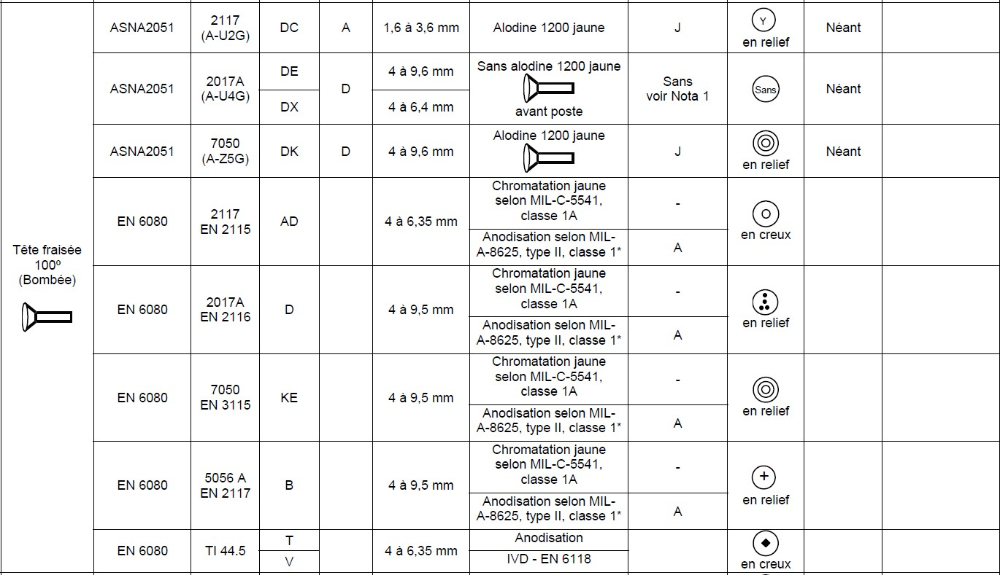 ASNA2051
2117
(A-U2G)
DC
A
1,6 à 3,6 mm
Alodine 1200 jaune
J
Y
en relief
Néant
ASNA2051
2017A
(A-U4G)
DE
DX
D
4 à 9,6 mm
4 à 6,4 mm
Sans alodine 1200 jaune
avant poste
Sans
voir Nota 1
Sans
Néant
ASNA2051
7050
(A-Z5G)
DK
D
4 à 9,6 mm
Alodine 1200 jaune
J
en relief
Néant
Tête fraisée
100º
(Bombée)
EN 6080
2117
EN 2115
AD
4 à 6,35 mm
Chromatation jaune
selon MIL-C-5541,
classe 1A
-
Anodisation selon MIL-
A-8625, type II, classe 1*
A
en creux
EN 6080
2017A
EN 2116
D
4 à 9,5 mm
Chromatation jaune
selon MIL-C-5541,
classe 1A
-
Anodisation selon MIL-
A-8625, type II, classe 1*
A
en relief
EN 6080
7050
EN 3115
KE
4 à 9,5 mm
Chromatation jaune
selon MIL-C-5541,
classe 1A
-
Anodisation selon MIL-
A-8625, type II, classe 1*
A
en relief
EN 6080
5056 A
EN 2117
B
4 à 9,5 mm
Chromatation jaune
selon MIL-C-5541,
classe 1A
-
Anodisation selon MIL-
A-8625, type II, classe 1*
A
+
en relief
EN 6080
TI 44.5
T
V
4 à 6,35 mm
Anodisation
IVD - EN 6118
en creux